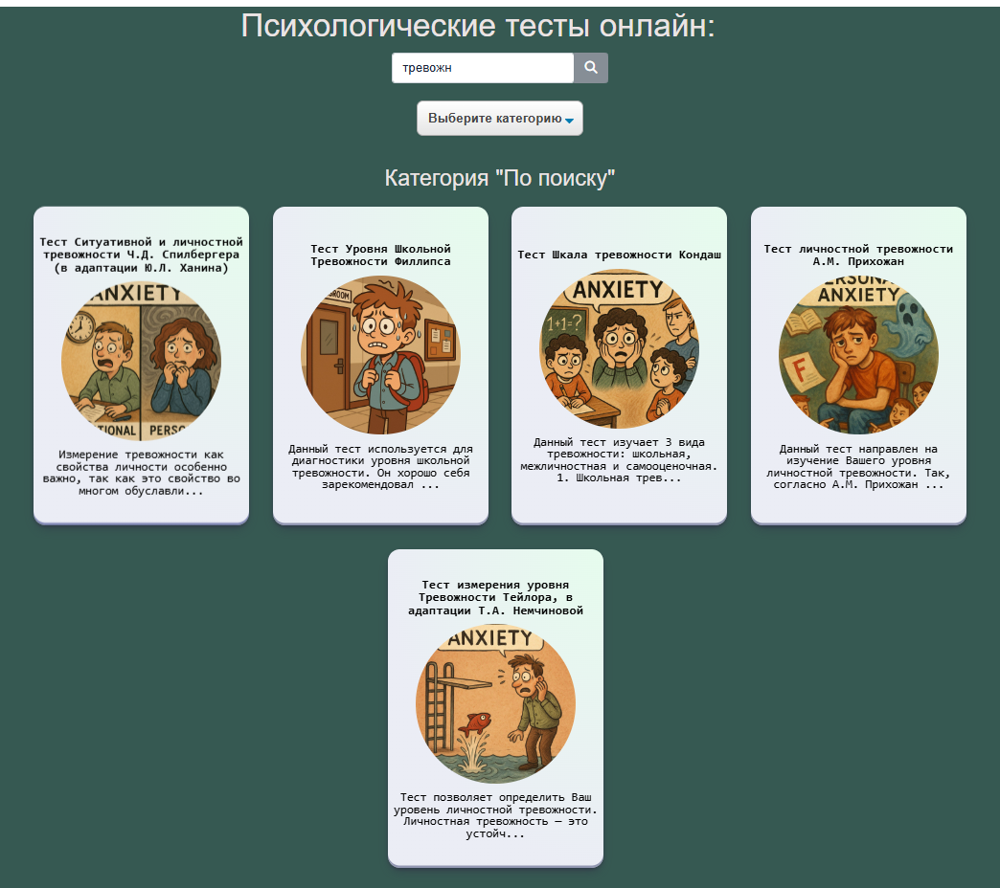 Психологические тесты онлайн:
тревожн
Выберите категорию
Категория "По поиску"
Тест Ситуативной и личностной
тревожности Ч.Д. Спилбергера
(в адаптации Ю.Л. Ханина)
ANXIETY
TIONAL
PERSO
Измерение тревожности как
свойства личности особенно
важно, так как это свойство во
многом обуславли...
Тест Уровня Школьной
Тревожности Филлипса
ROOM
Данный тест используется для
диагностики уровня школьной
тревожности. Он хорошо себя
зарекомендовал ...
Тест Шкала тревожности Кондаш
ANXIETY
1+1=?
Данный тест изучает 3 вида
тревожности: школьная,
межличностная и самооценочная.
1. Школьная трев...
Тест личностной тревожности
А.М. Прихожан
ERSONA
ANXIETY
F
Данный тест направлен на
изучение Вашего уровня
личностной тревожности. Так,
согласно А.М. Прихожан ...
Тест измерения уровня
Тревожности Тейлора, в
адаптации Т.А. Немчиновой
ANXIETY
Тест позволяет определить Ваш
уровень личностной тревожности.
Личностная тревожность — это
устойч...